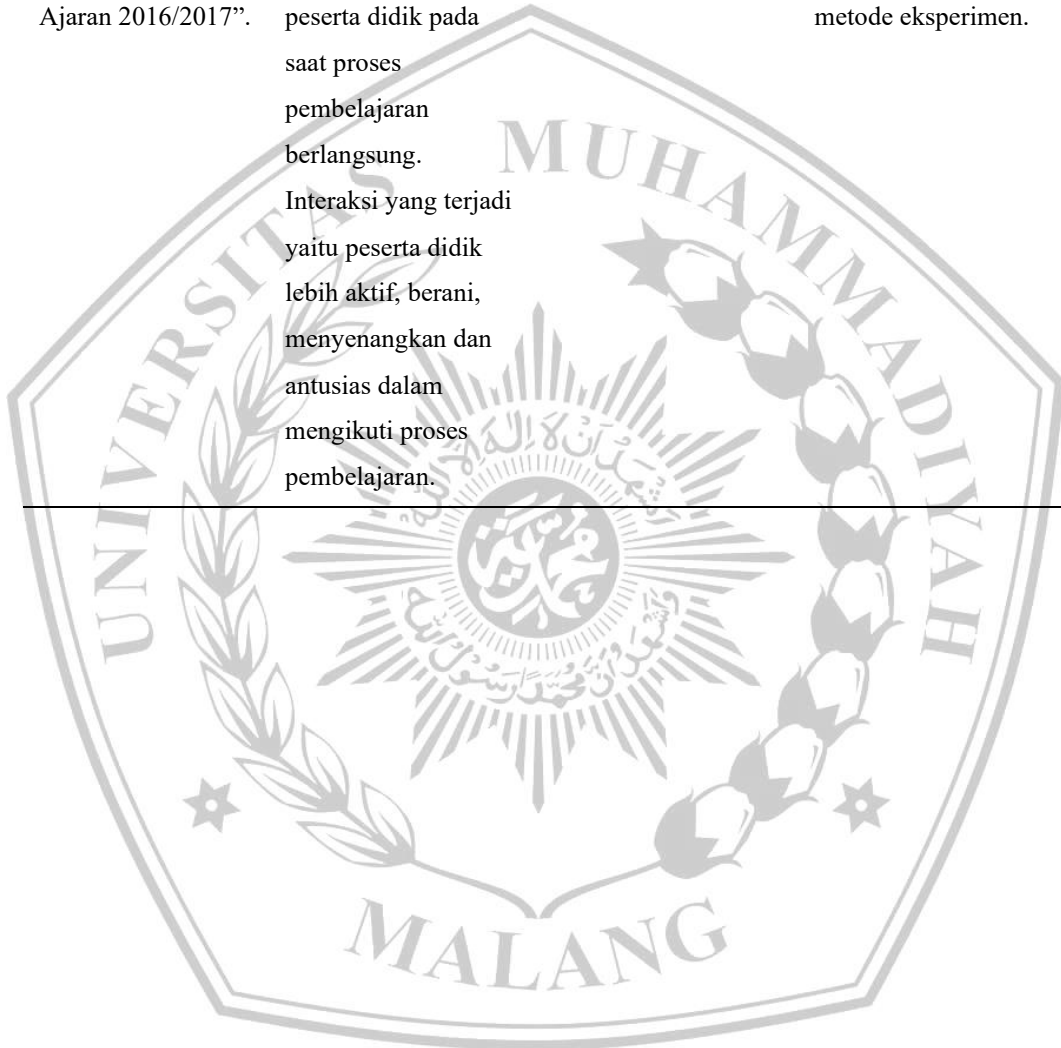 Ajaran 2016/2017”.
peserta didik pada
saat proses
pembelajaran
berlangsung.
Interaksi yang terjadi
yaitu peserta didik
lebih aktif, berani,
menyenangkan dan
antusias dalam
mengikuti proses
pembelajaran.
metode eksperimen.
UNIVERSITAS MUHAMMADIYAH
MALANG